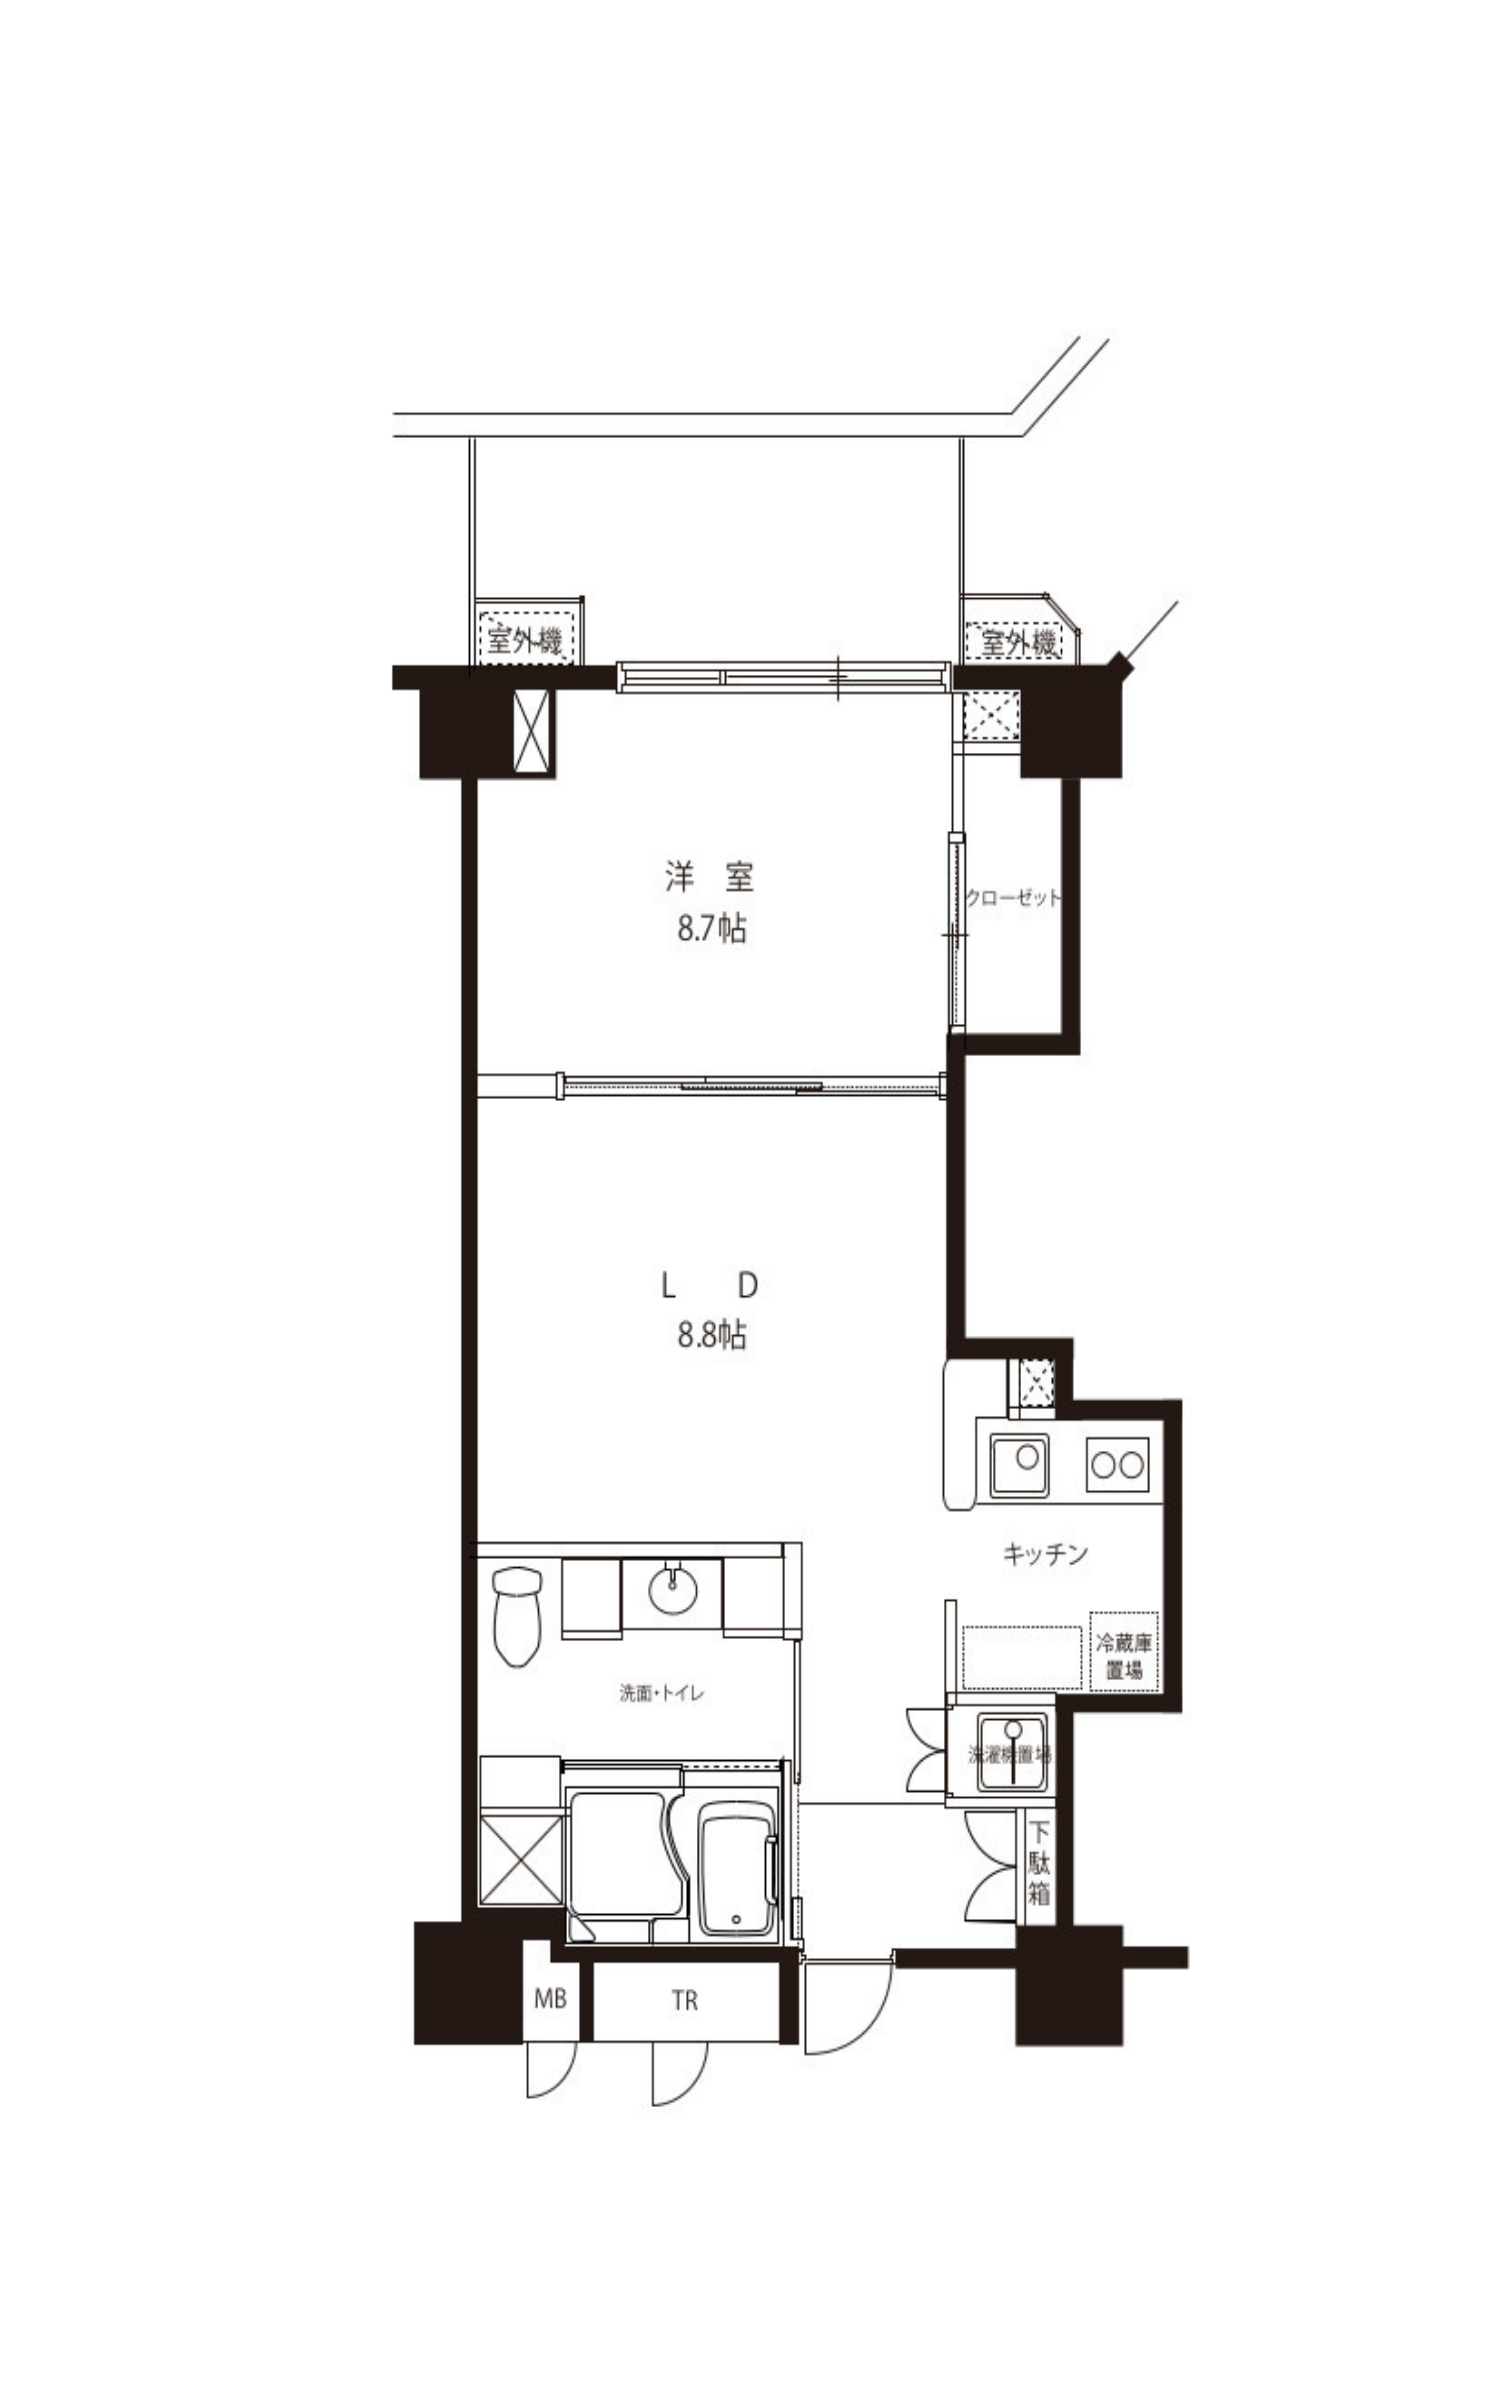 室外機
室外機
洋 室
8.7帖
クローゼット
L D
8.8帖
キッチン
冷蔵庫
置場
洗面・トイレ
洗濯機置場
下
駄
箱
MB
TR